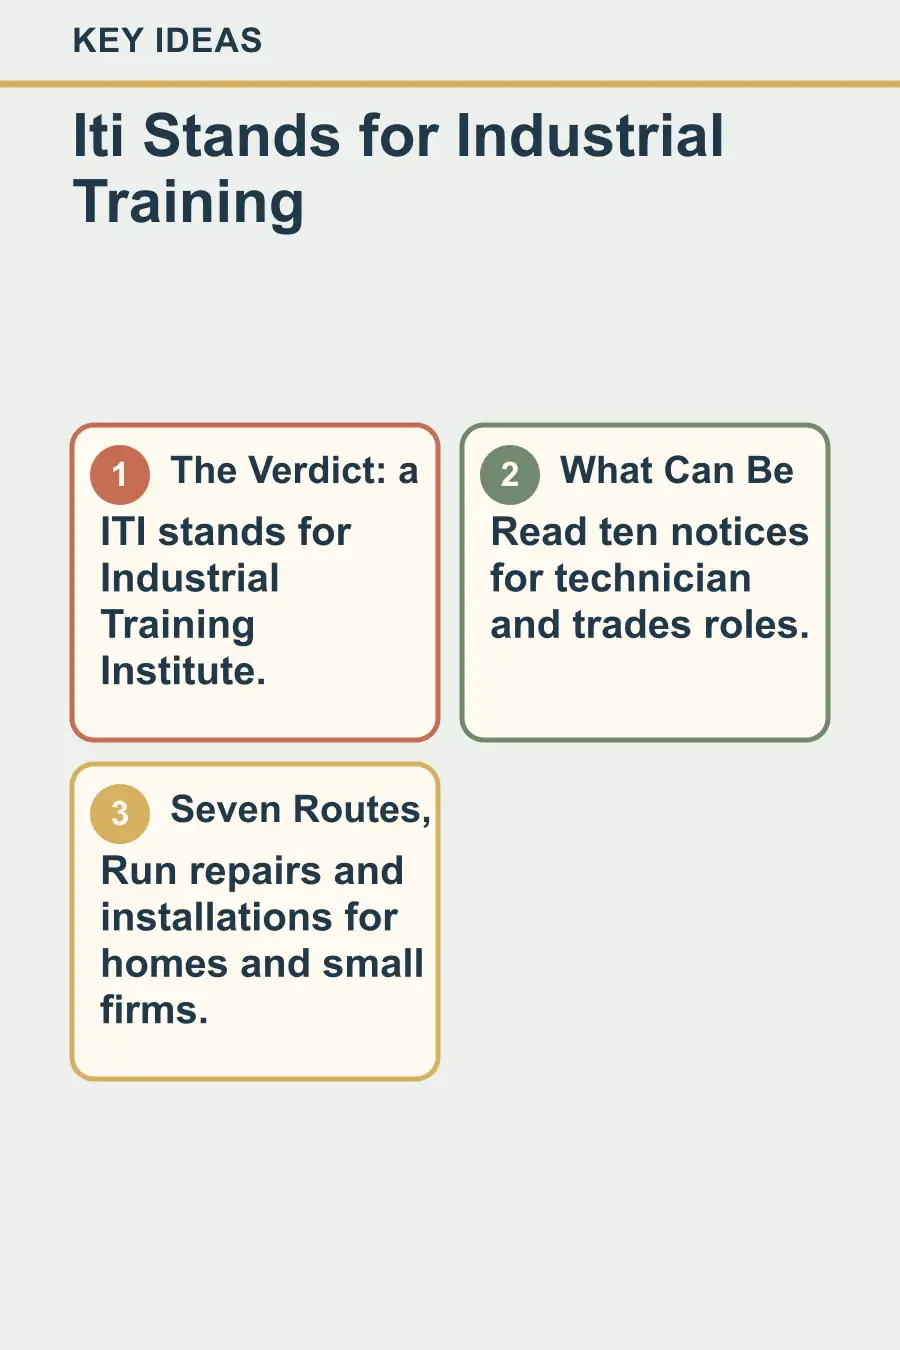 KEY IDEAS
Iti Stands for Industrial
Training
1 The Verdict: a
ITI stands for
Industrial
Training
Institute.
2 What Can Be
Read ten notices
for technician
and trades roles.
3 Seven Routes,
Run repairs and
installations for
homes and small
firms.